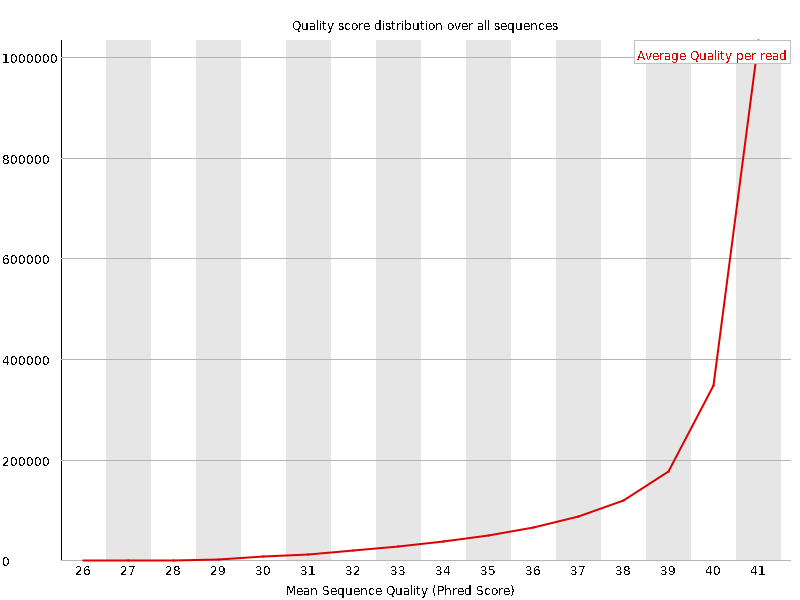 Quality score distribution over all sequences
Average Quality per read
1000000
800000
600000
400000
200000
0
26 27 28 29 30 31 32 33 34 35 36 37 38 39 40 41
Mean Sequence Quality (Phred Score)